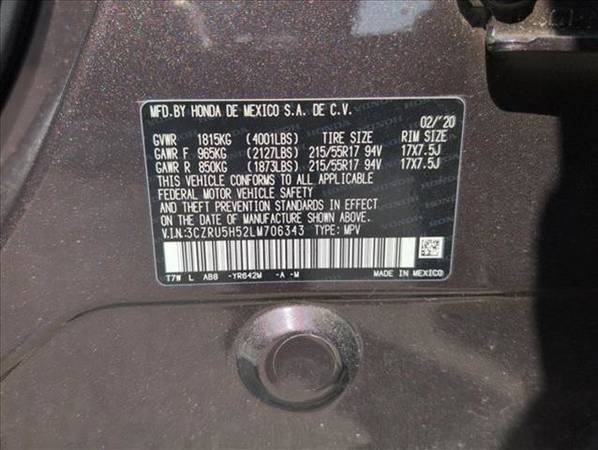 MFD.BY HONDA DE MEXICO S.A. DE C.V.
02/'20
GVWR 1815KG (4001LBS) TIRE SIZE RIM SIZE
GAWR F 965KG (2127LBS) 215/55R17 94V 17X7.5J
GAWR R 850KG (1873LBS) 215/55R17 94V 17X7.5J
THIS VEHICLE CONFORMS TO ALL APPLICABLE
FEDERAL MOTOR VEHICLE SAFETY
AND THEFT PREVENTION STANDARDS IN EFFECT
ON THE DATE OF MANUFACTURE SHOWN ABOVE.
V.I.N:3CZRU5H52LM706343 TYPE: MPV
T7W L AB8 -YR642M -A -M MADE IN MEXICO